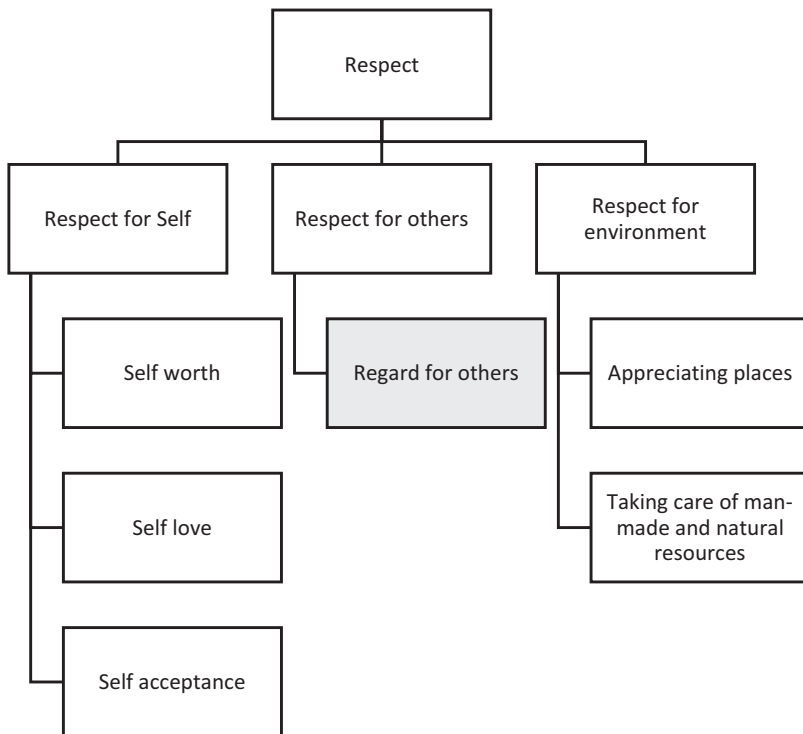 Respect
Respect for Self
Respect for others
Respect for
environment
Self worth
Regard for others
Appreciating places
Self love
Taking care of man-
made and natural
resources
Self acceptance